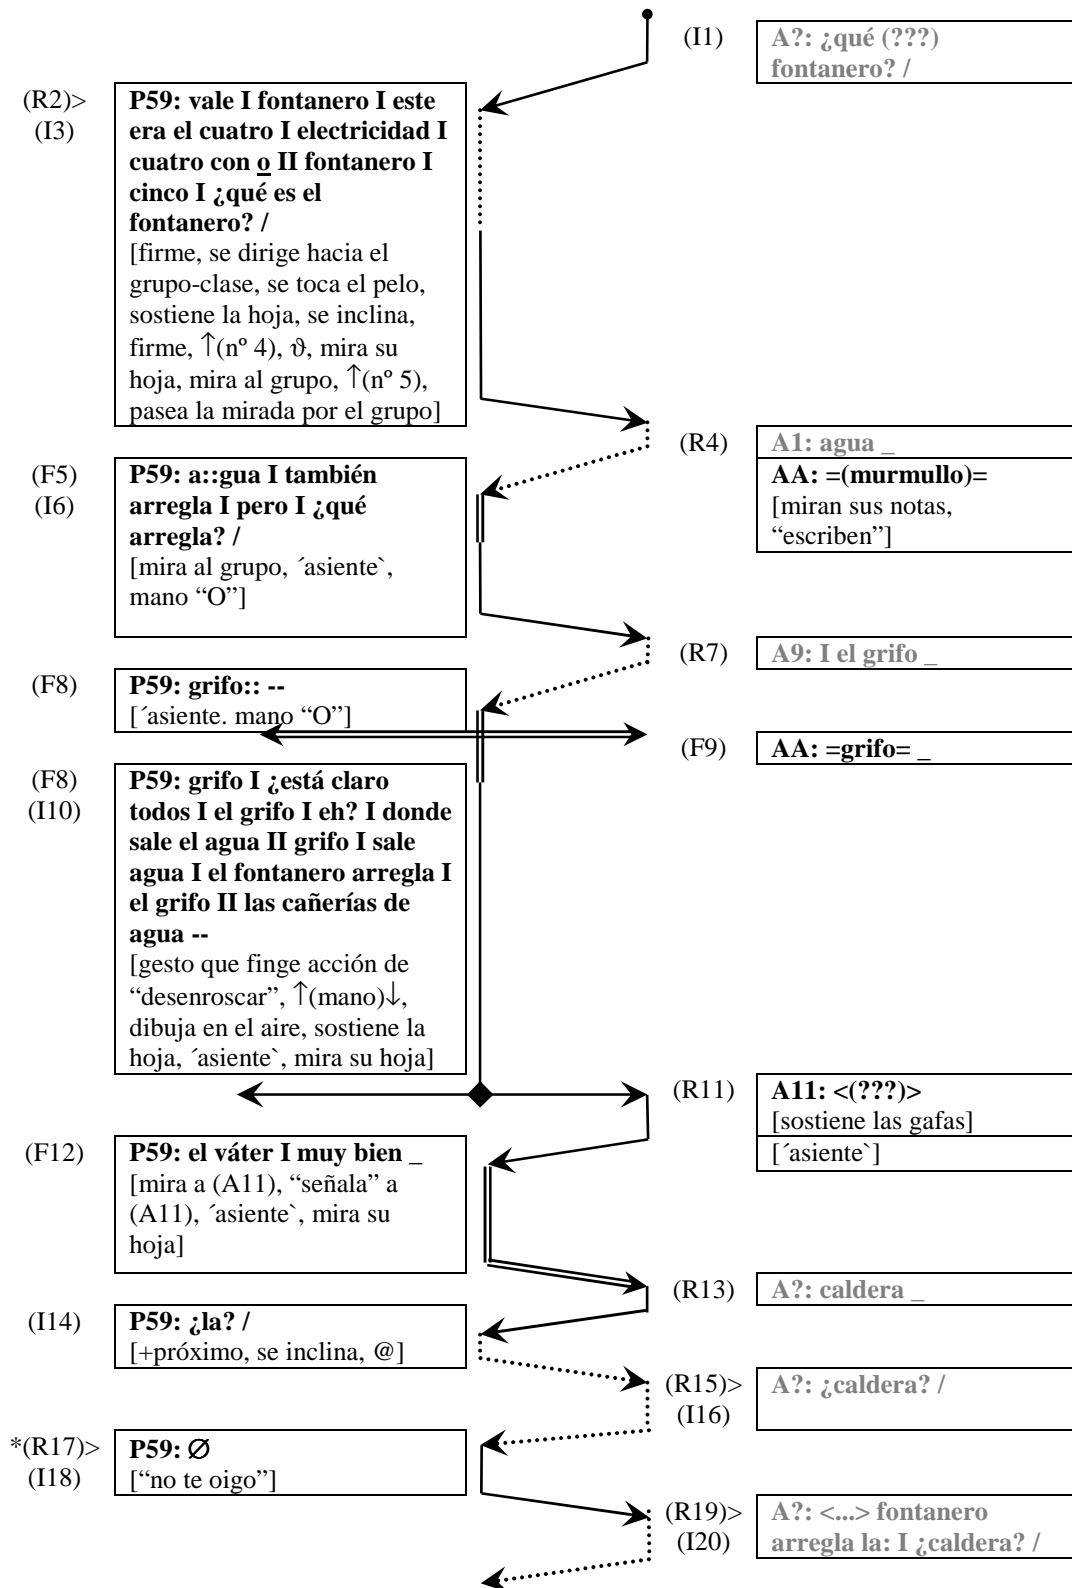 (I1)
A?: ¿qué (???)
fontanero? /
(R2)>
(I3)
P59: vale I fontanero I este
era el cuatro I electricidad I
cuatro con o II fontanero I
cinco I ¿qué es el
fontanero? /
[firme, se dirige hacia el
grupo-clase, se toca el pelo,
sostiene la hoja, se inclina,
firme, ↑(nº 4), ϑ, mira su
hoja, mira al grupo, ↑(nº 5),
pasea la mirada por el grupo]
(R4)
A1: agua _
AA: =(murmullo)=
[miran sus notas,
“escriben”]
(F5)
(I6)
P59: a::gua I también
arregla I pero I ¿qué
arregla? /
[mira al grupo, ´asiente`,
mano “O”]
(R7)
A9: I el grifo _
(F8)
P59: grifo:: --
[´asiente. mano “O”]
(F9)
AA: =grifo= _
(F8)
(I10)
P59: grifo I ¿está claro
todos I el grifo I eh? I donde
sale el agua II grifo I sale
agua I el fontanero arregla I
el grifo II las cañerías de
agua --
[gesto que finge acción de
“desenroscar”, ↑(mano)↓,
dibuja en el aire, sostiene la
hoja, ´asiente`, mira su hoja]
(R11)
A11: <(???)>
[sostiene las gafas]
[´asiente`]
(F12)
P59: el váter I muy bien _
[mira a (A11), “señala” a
(A11), ´asiente`, mira su
hoja]
(R13)
A?: caldera _
(I14)
P59: ¿la? /
[+próximo, se inclina, @]
(R15)>
(I16)
A?: ¿caldera? /
*(R17)>
(I18)
P59: ∅
[“no te oigo”]
(R19)>
(I20)
A?: <...> fontanero
arregla la: I ¿caldera? /